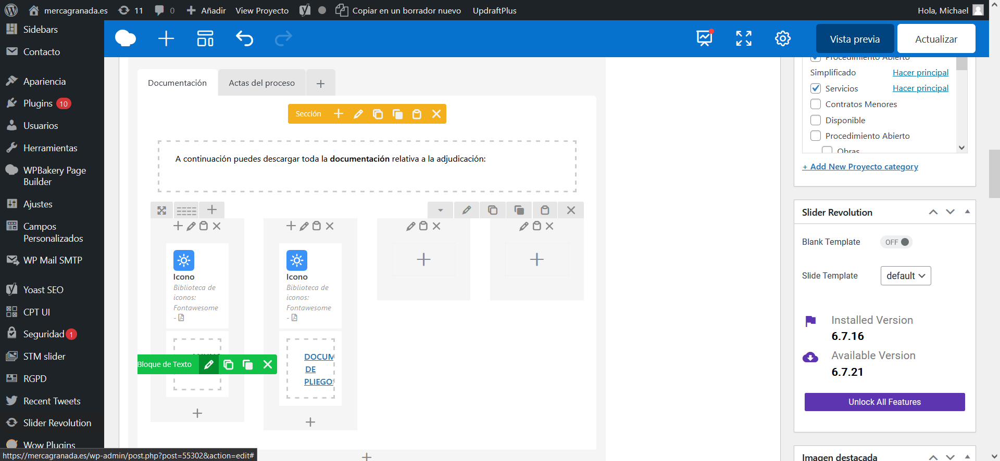 mercagranada.es
11
0
Añadir
View Proyecto
Copiar en un borrador nuevo
UpdraftPlus
Hola, Michael
Sidebars
Contacto
Apariencia
Plugins 10
Usuarios
Herramientas
WPBakery Page
Builder
Ajustes
Campos
Personalizados
WP Mail SMTP
Yoast SEO
CPT UI
Seguridad 1
STM slider
RGPD
Recent Tweets
Slider Revolution
Wow Plugins
https://mercagranada.es/wp-admin/post.php?post=55302&action=edit#
Vista previa
Actualizar
Documentación
Actas del proceso
Sección
A continuación puedes descargar toda la documentación relativa a la adjudicación:
Icono
Biblioteca de
iconos:
Fontawesome
-
Icono
Biblioteca de
iconos:
Fontawesome
-
Bloque de Texto
DOCUM
DE
PLIEGO
Procedimiento Abierto
Simplificado
Hacer principal
Servicios
Hacer principal
Contratos Menores
Disponible
Procedimiento Abierto
Obras
+ Add New Proyecto category
Slider Revolution
Blank Template
OFF
Slide Template
default
Installed Version
6.7.16
Available Version
6.7.21
Unlock All Features
Imagen destacada